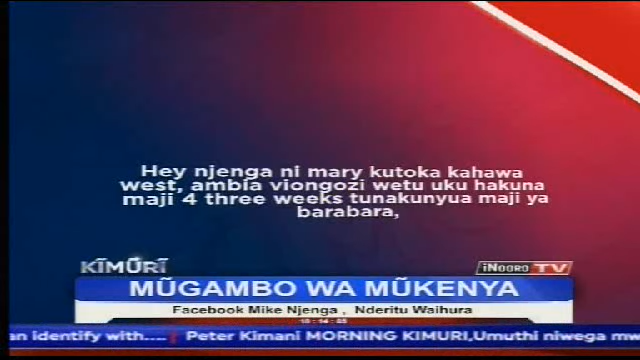 Hey njenga ni mary kutoka kahawa
west, ambia viongozi wetu uku hakuna
maji 4 three weeks tunakunyua maji ya
barabara,
KĪMŨRĪ
iNOORO TV
MŨGAMBO WA MŨKENYA
Facebook Mike Njenga , Nderitu Waihura
an identify with.... Peter Kimani MORNING KIMURI,Umuthi niwega mw